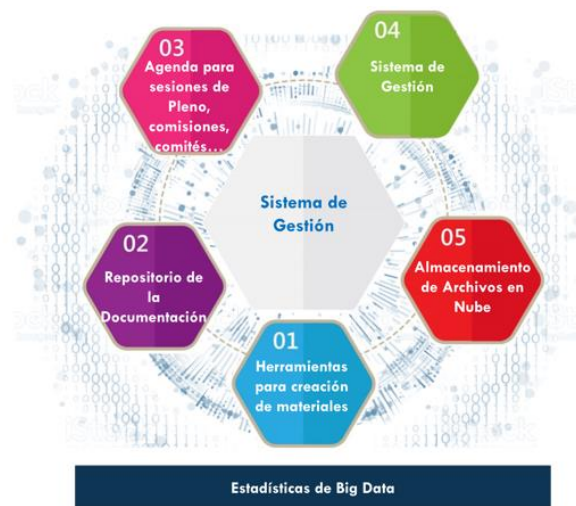 03
Agenda para
sesiones de
Pleno,
comisiones,
comités...
04
Sistema de
Gestión
Sistema de
Gestión
02
Repositorio de
la
Documentación
05
Almacenamiento
de Archivos en
Nube
01
Herramientas
para creación
de materiales
Estadísticas de Big Data